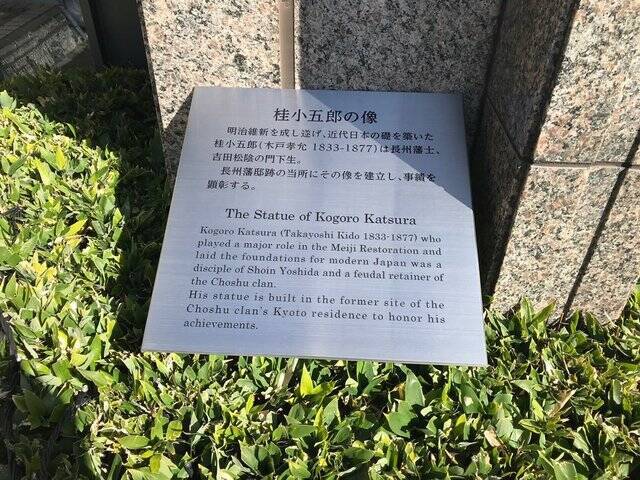 桂小五郎の像
明治維新を成し遂げ、近代日本の礎を築いた
桂小五郎(木戸孝允 1833-1877)は長州藩士、
吉田松陰の門下生。
長州藩邸跡の当所にその像を建立し、事績を
顕彰する。
The Statue of Kogoro Katsura
Kogoro Katsura (Takayoshi Kido 1833-1877) who
played a major role in the Meiji Restoration and
laid the foundations for modern Japan was a
disciple of Shoin Yoshida and a feudal retainer of
the Choshu clan.
His statue is built in the former site of the
Choshu clan's Kyoto residence to honor his
achievements.